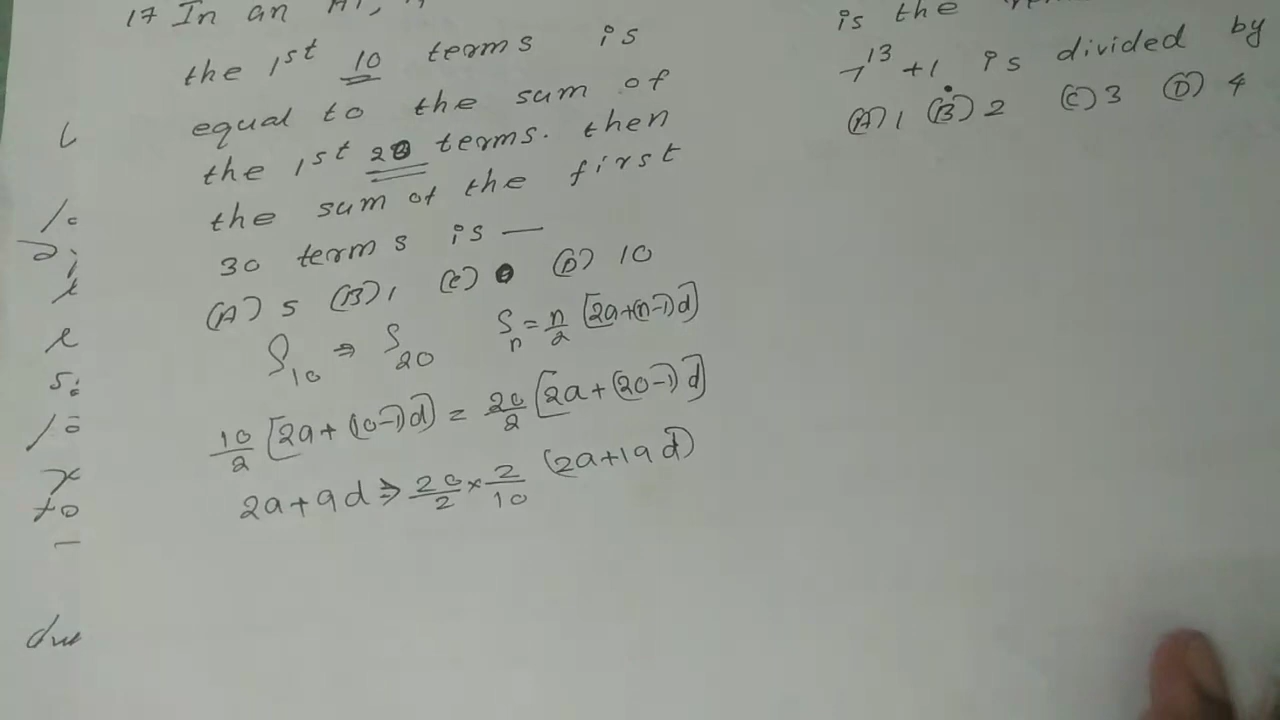 17 In an AP,
the 1st 10 terms is
equal to the sum of
the 1st 20 terms. then
the sum of the first
30 terms is —
(A) 5 (B) 1 (C) 0 (D) 10
S10 ⇒ S20 Sn = n/2 [2a+(n-1)d]
10/2 [2a+(10-1)d] = 20/2 [2a+(20-1)d]
2a+9d ⇒ 20/2 × 2/10 (2a+19d)
is the
7^13 +1 is divided by
(A) 1 (B) 2 (C) 3 (D) 4